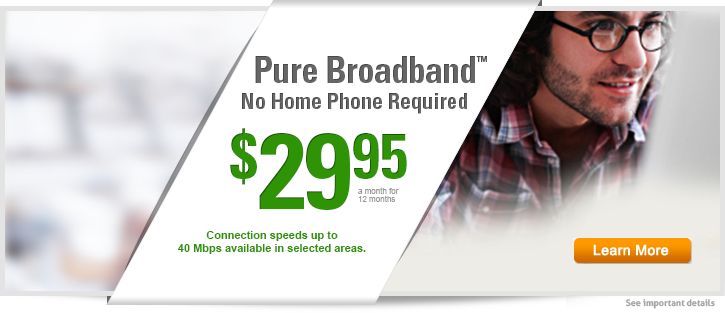 Pure Broadband™
No Home Phone Required
$29.95
a month for
12 months
Connection speeds up to
40 Mbps available in selected areas.
Learn More
See important details